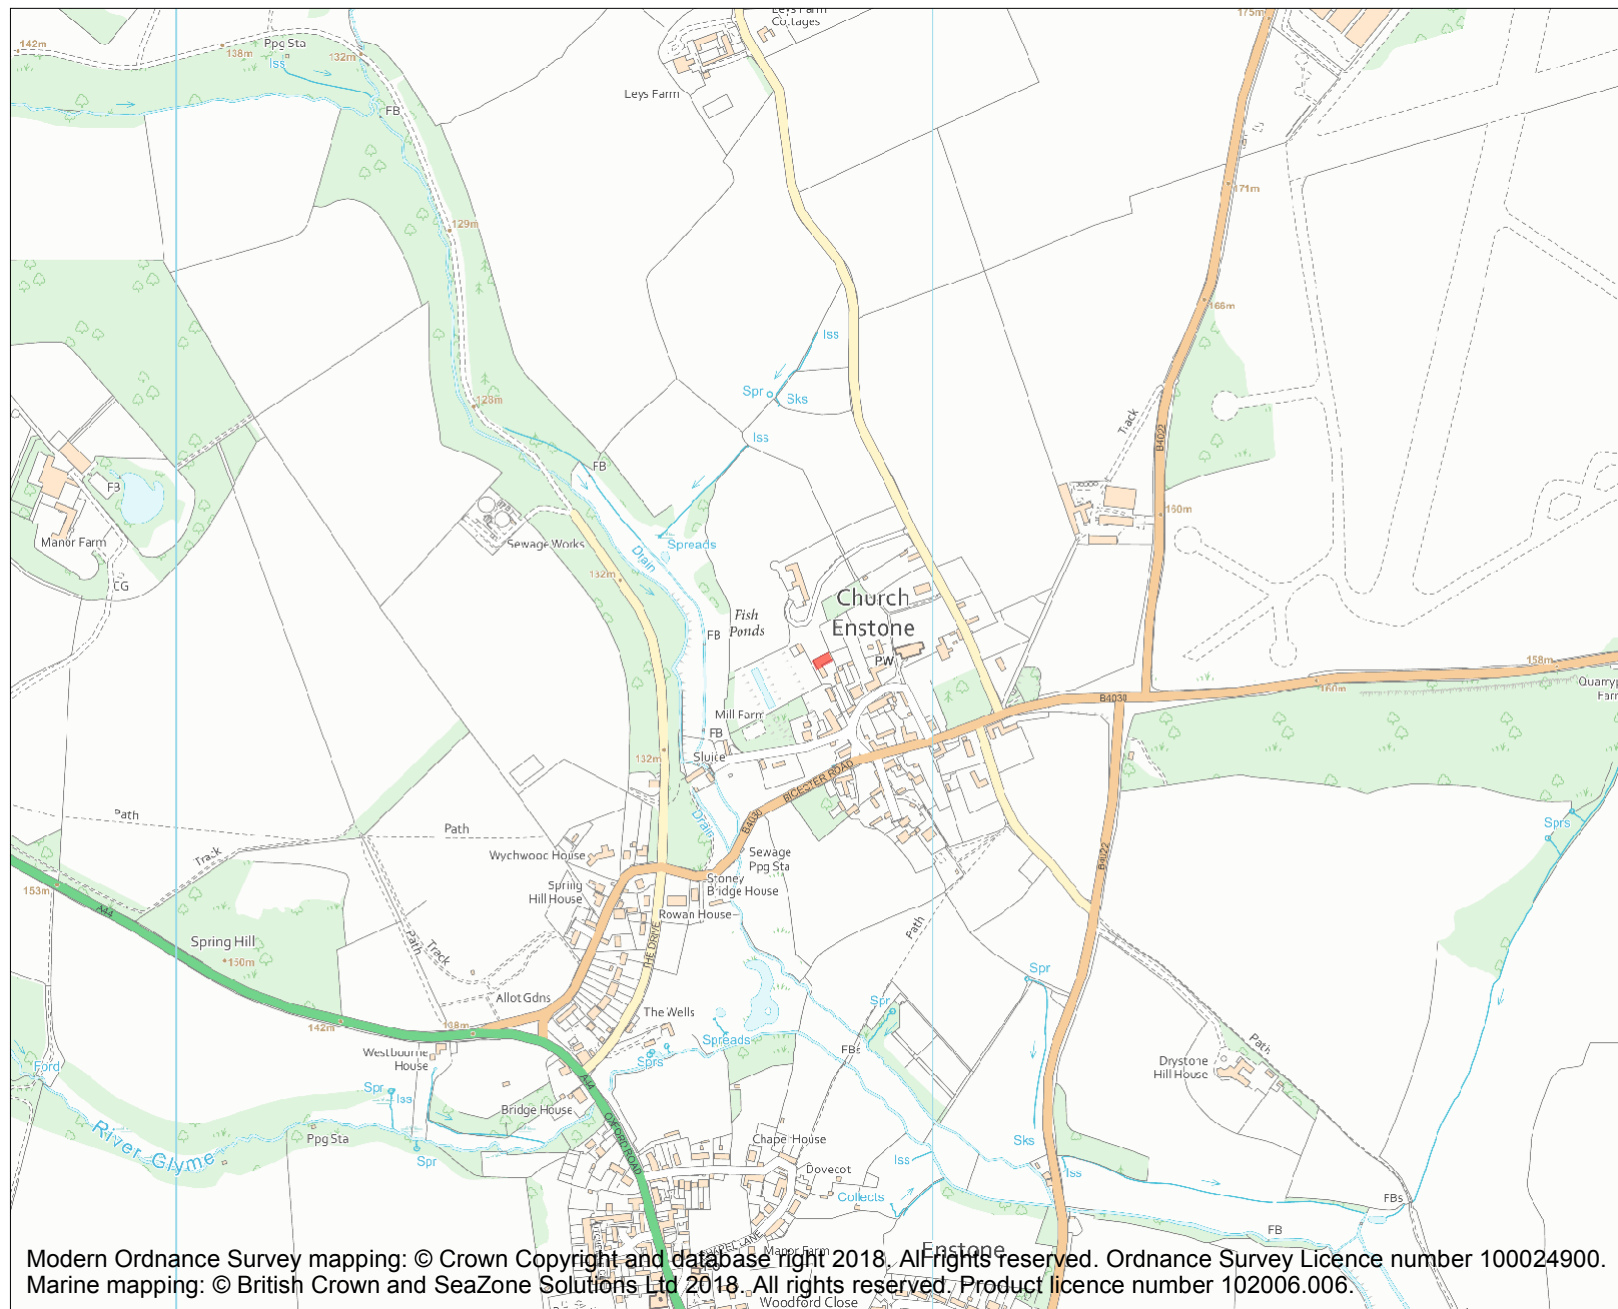 Leys Farm
Cottages
175m
142m
138m
Ppg Sta
132m
Iss
FB
Leys Farm
171m
129m
166m
Iss
Spr
Sks
128m
Track
B4022
Iss
FB
FB
160m
Manor Farm
Sewage Works
Drain
Spreads
CG
132m
Church
Enstone
Fish
Ponds
FB
PW
158m
160m
B4030
Quarry
Farm
Mill Farm
FB
Sluice
132m
BICESTER ROAD
B4030
Drain
Path
Path
Track
Sprs
Wychwood House
Sewage
Ppg Sta
B4022
Spring
Hill House
Stoney
Bridge House
Rowan House
153m
A44
Path
THE DRIVE
Spring Hill
Path
Track
150m
Spr
Allot Gdns
Spr
142m
138m
The Wells
Spreads
Westbourne
House
FBs
Sprs
Path
Drystone
Hill House
Ford
A44
Spr
Iss
Bridge House
River Glyme
Ppg Sta
OXFORD ROAD
Chapel House
Sks
Spr
Iss
Dovecot
Iss
Collects
FBs
FB
CHAPEL LANE
Manor Farm
Enstone
Modern Ordnance Survey mapping: © Crown Copyright and database right 2018. All rights reserved. Ordnance Survey Licence number 100024900.
Marine mapping: © British Crown and SeaZone Solutions Ltd 2018. All rights reserved. Product licence number 102006.006.
Woodford Close